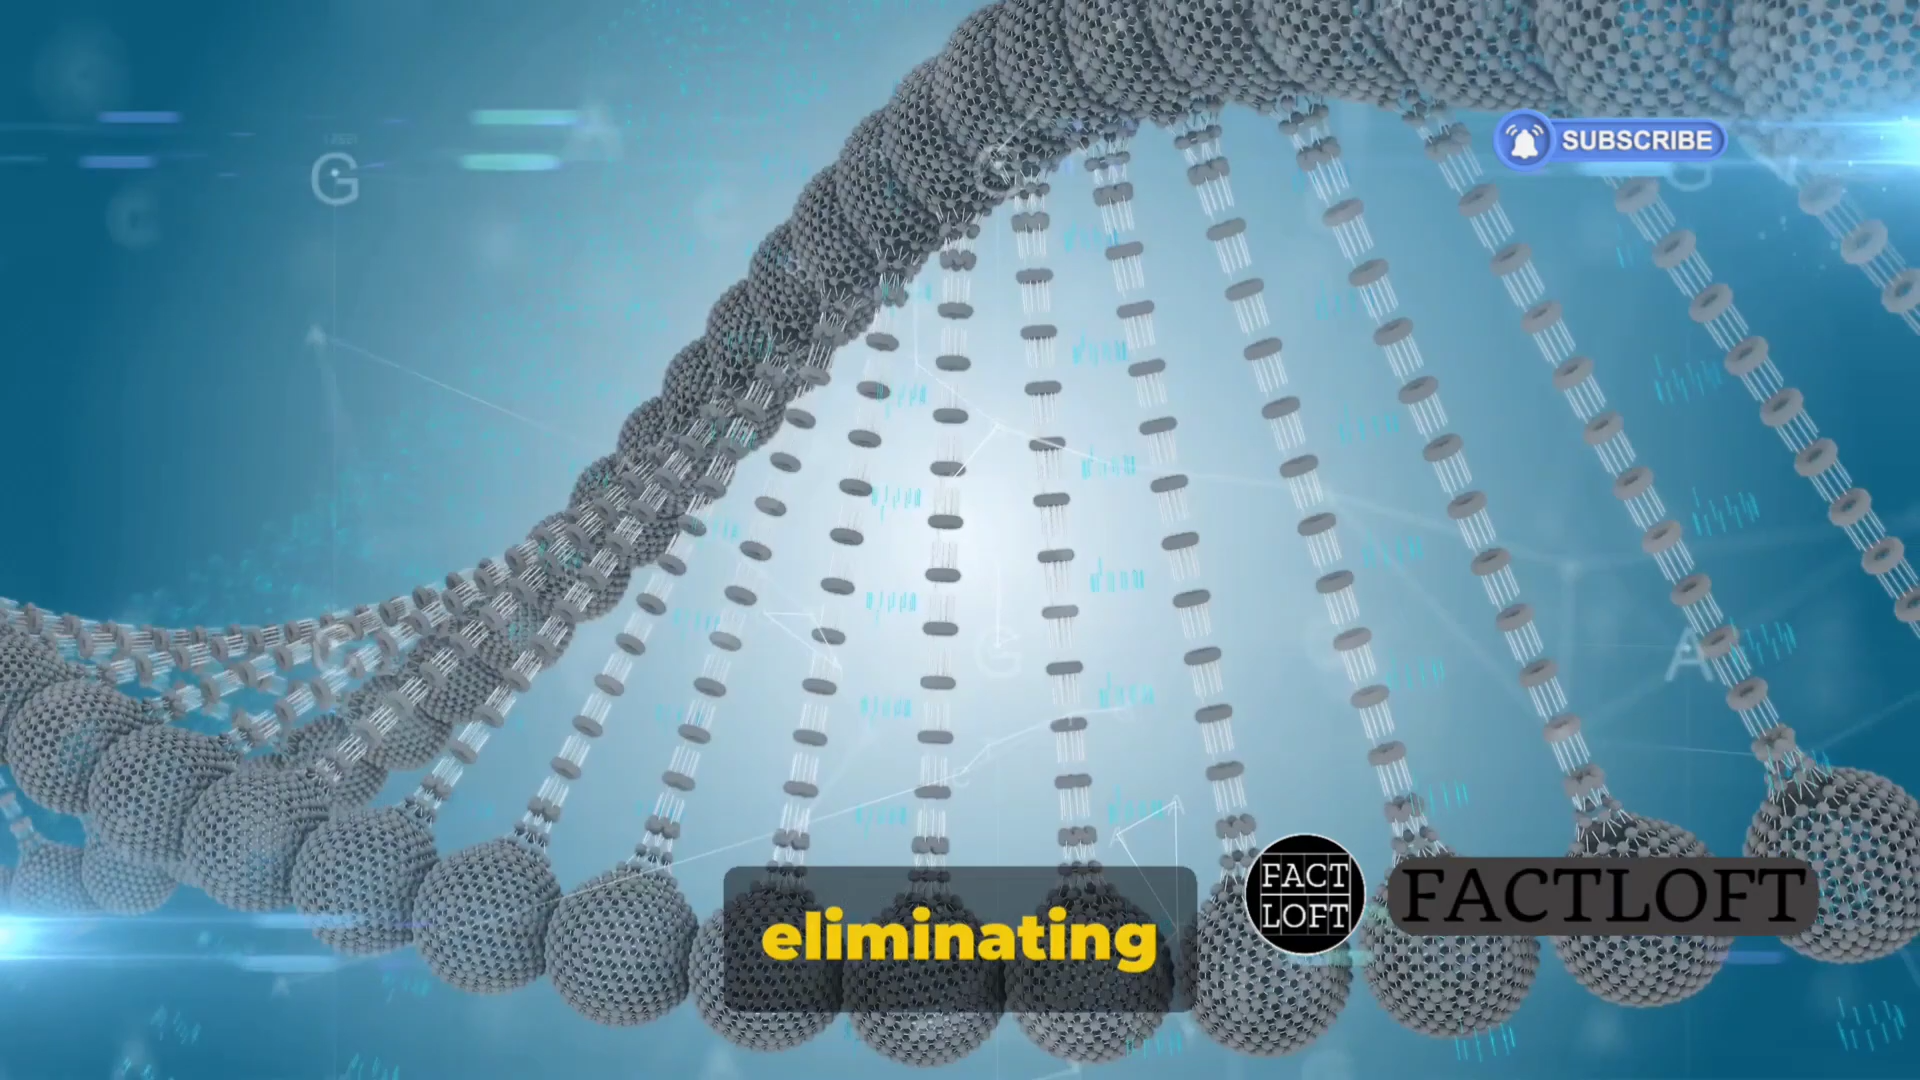 G
SUBSCRIBE
G
A
FACT
LOFT
FACTLOFT
eliminating